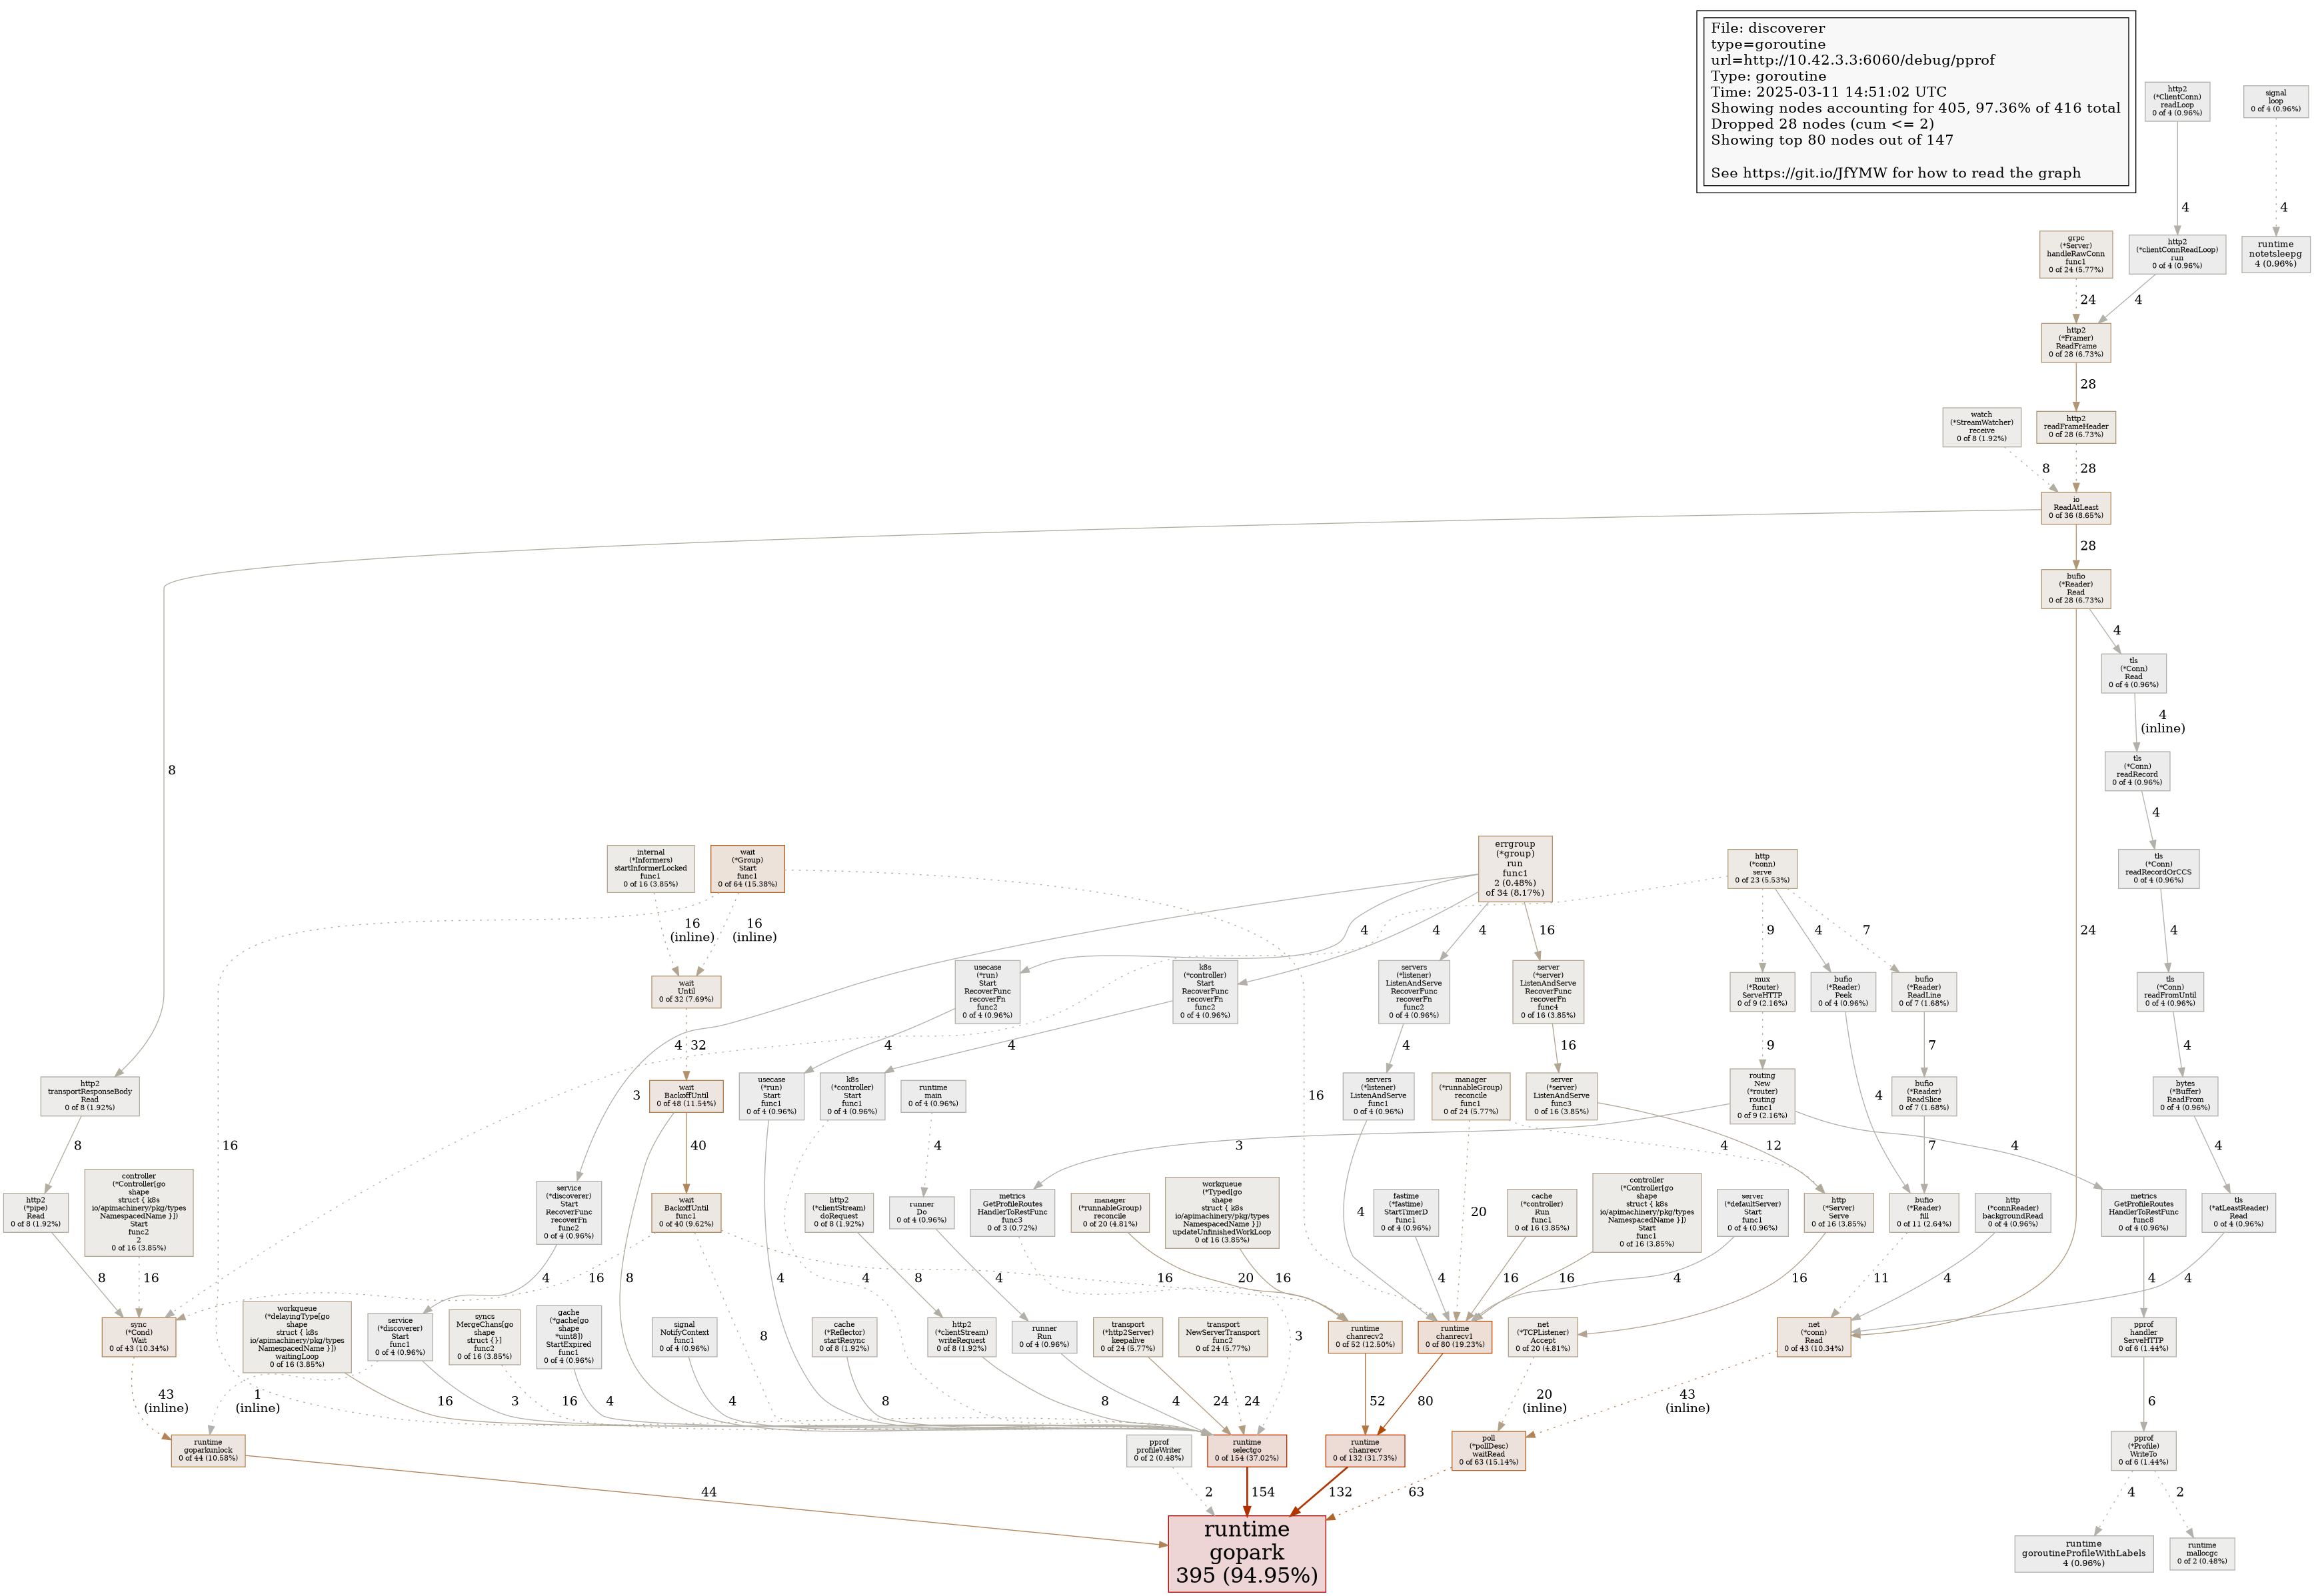 File: discoverer
type=goroutine
url=http://10.42.3.3:6060/debug/pprof
Type: goroutine
Time: 2025-03-11 14:51:02 UTC
Showing nodes accounting for 405, 97.36% of 416 total
Dropped 28 nodes (cum <= 2)
Showing top 80 nodes out of 147
See https://git.io/JfYMW for how to read the graph
http2
(*ClientConn)
readLoop
0 of 4 (0.96%)
signal
loop
0 of 4 (0.96%)
4
4
grpc
(*Server)
handleRawConn
func1
0 of 24 (5.77%)
http2
(*clientConnReadLoop)
run
0 of 4 (0.96%)
runtime
notetsleepg
4 (0.96%)
24
4
http2
(*Framer)
ReadFrame
0 of 28 (6.73%)
28
watch
(*StreamWatcher)
receive
0 of 8 (1.92%)
http2
readFrameHeader
0 of 28 (6.73%)
8
28
io
ReadAtLeast
0 of 36 (8.65%)
8
28
bufio
(*Reader)
Read
0 of 28 (6.73%)
24
4
tls
(*Conn)
Read
0 of 4 (0.96%)
4
(inline)
tls
(*Conn)
readRecord
0 of 4 (0.96%)
4
internal
(*Informers)
startInformerLocked
func1
0 of 16 (3.85%)
wait
(*Group)
Start
func1
0 of 64 (15.38%)
errgroup
(*group)
run
func1
2 (0.48%)
of 34 (8.17%)
http
(*conn)
serve
0 of 23 (5.53%)
tls
(*Conn)
readRecordOrCCS
0 of 4 (0.96%)
16
(inline)
16
(inline)
16
16
4
4
4
4
16
3
9
4
7
4
wait
Until
0 of 32 (7.69%)
usecase
(*run)
Start
RecoverFunc
recoverFn
func2
0 of 4 (0.96%)
k8s
(*controller)
Start
RecoverFunc
recoverFn
func2
0 of 4 (0.96%)
servers
(*listener)
ListenAndServe
RecoverFunc
recoverFn
func2
0 of 4 (0.96%)
server
(*server)
ListenAndServe
RecoverFunc
recoverFn
func4
0 of 16 (3.85%)
mux
(*Router)
ServeHTTP
0 of 9 (2.16%)
bufio
(*Reader)
Peek
0 of 4 (0.96%)
bufio
(*Reader)
ReadLine
0 of 7 (1.68%)
tls
(*Conn)
readFromUntil
0 of 4 (0.96%)
32
4
4
4
16
9
4
7
4
http2
transportResponseBody
Read
0 of 8 (1.92%)
wait
BackoffUntil
0 of 48 (11.54%)
usecase
(*run)
Start
func1
0 of 4 (0.96%)
k8s
(*controller)
Start
func1
0 of 4 (0.96%)
runtime
main
0 of 4 (0.96%)
servers
(*listener)
ListenAndServe
func1
0 of 4 (0.96%)
manager
(*runnableGroup)
reconcile
func1
0 of 24 (5.77%)
server
(*server)
ListenAndServe
func3
0 of 16 (3.85%)
routing
New
(*router)
routing
func1
0 of 9 (2.16%)
bufio
(*Reader)
ReadSlice
0 of 7 (1.68%)
bytes
(*Buffer)
ReadFrom
0 of 4 (0.96%)
8
8
40
4
4
4
4
20
4
12
3
4
7
4
http2
(*pipe)
Read
0 of 8 (1.92%)
controller
(*Controller[go
shape
struct { k8s
io/apimachinery/pkg/types
NamespacedName }])
Start
func2
2
0 of 16 (3.85%)
service
(*discoverer)
Start
RecoverFunc
recoverFn
func2
0 of 4 (0.96%)
wait
BackoffUntil
func1
0 of 40 (9.62%)
http2
(*clientStream)
doRequest
0 of 8 (1.92%)
runner
Do
0 of 4 (0.96%)
metrics
GetProfileRoutes
HandlerToRestFunc
func3
0 of 3 (0.72%)
manager
(*runnableGroup)
reconcile
0 of 20 (4.81%)
workqueue
(*Typed[go
shape
struct { k8s
io/apimachinery/pkg/types
NamespacedName }])
updateUnfinishedWorkLoop
0 of 16 (3.85%)
fastime
(*fastime)
StartTimerD
func1
0 of 4 (0.96%)
cache
(*controller)
Run
func1
0 of 16 (3.85%)
controller
(*Controller[go
shape
struct { k8s
io/apimachinery/pkg/types
NamespacedName }])
Start
func1
0 of 16 (3.85%)
server
(*defaultServer)
Start
func1
0 of 4 (0.96%)
http
(*Server)
Serve
0 of 16 (3.85%)
bufio
(*Reader)
fill
0 of 11 (2.64%)
http
(*connReader)
backgroundRead
0 of 4 (0.96%)
metrics
GetProfileRoutes
HandlerToRestFunc
func8
0 of 4 (0.96%)
tls
(*atLeastReader)
Read
0 of 4 (0.96%)
8
16
4
16
8
16
8
4
3
20
16
4
16
16
4
16
11
4
4
4
sync
(*Cond)
Wait
0 of 43 (10.34%)
workqueue
(*delayingType[go
shape
struct { k8s
io/apimachinery/pkg/types
NamespacedName }])
waitingLoop
0 of 16 (3.85%)
service
(*discoverer)
Start
func1
0 of 4 (0.96%)
syncs
MergeChans[go
shape
struct {}]
func2
0 of 16 (3.85%)
gache
(*gache[go
shape
*uint8])
StartExpired
func1
0 of 4 (0.96%)
signal
NotifyContext
func1
0 of 4 (0.96%)
cache
(*Reflector)
startResync
0 of 8 (1.92%)
http2
(*clientStream)
writeRequest
0 of 8 (1.92%)
runner
Run
0 of 4 (0.96%)
transport
(*http2Server)
keepalive
0 of 24 (5.77%)
transport
NewServerTransport
func2
0 of 24 (5.77%)
runtime
chanrecv2
0 of 52 (12.50%)
runtime
chanrecv1
0 of 80 (19.23%)
net
(*TCPListener)
Accept
0 of 20 (4.81%)
net
(*conn)
Read
0 of 43 (10.34%)
pprof
handler
ServeHTTP
0 of 6 (1.44%)
43
(inline)
1
(inline)
16
3
16
4
4
8
8
4
24
24
52
80
20
(inline)
43
(inline)
6
runtime
goparkunlock
0 of 44 (10.58%)
pprof
profileWriter
0 of 2 (0.48%)
runtime
selectgo
0 of 154 (37.02%)
runtime
chanrecv
0 of 132 (31.73%)
poll
(*pollDesc)
waitRead
0 of 63 (15.14%)
pprof
(*Profile)
WriteTo
0 of 6 (1.44%)
44
2
154
132
63
4
2
runtime
gopark
395 (94.95%)
runtime
goroutineProfileWithLabels
4 (0.96%)
runtime
mallocgc
0 of 2 (0.48%)